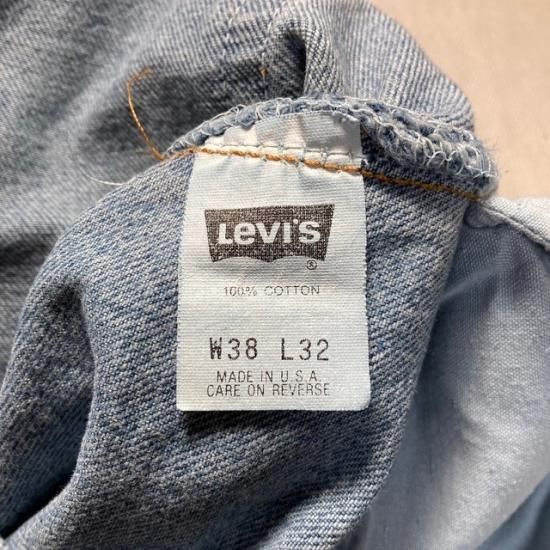 Levi's
®
100% COTTON
W38 L32
MADE IN U.S.A.
CARE ON REVERSE